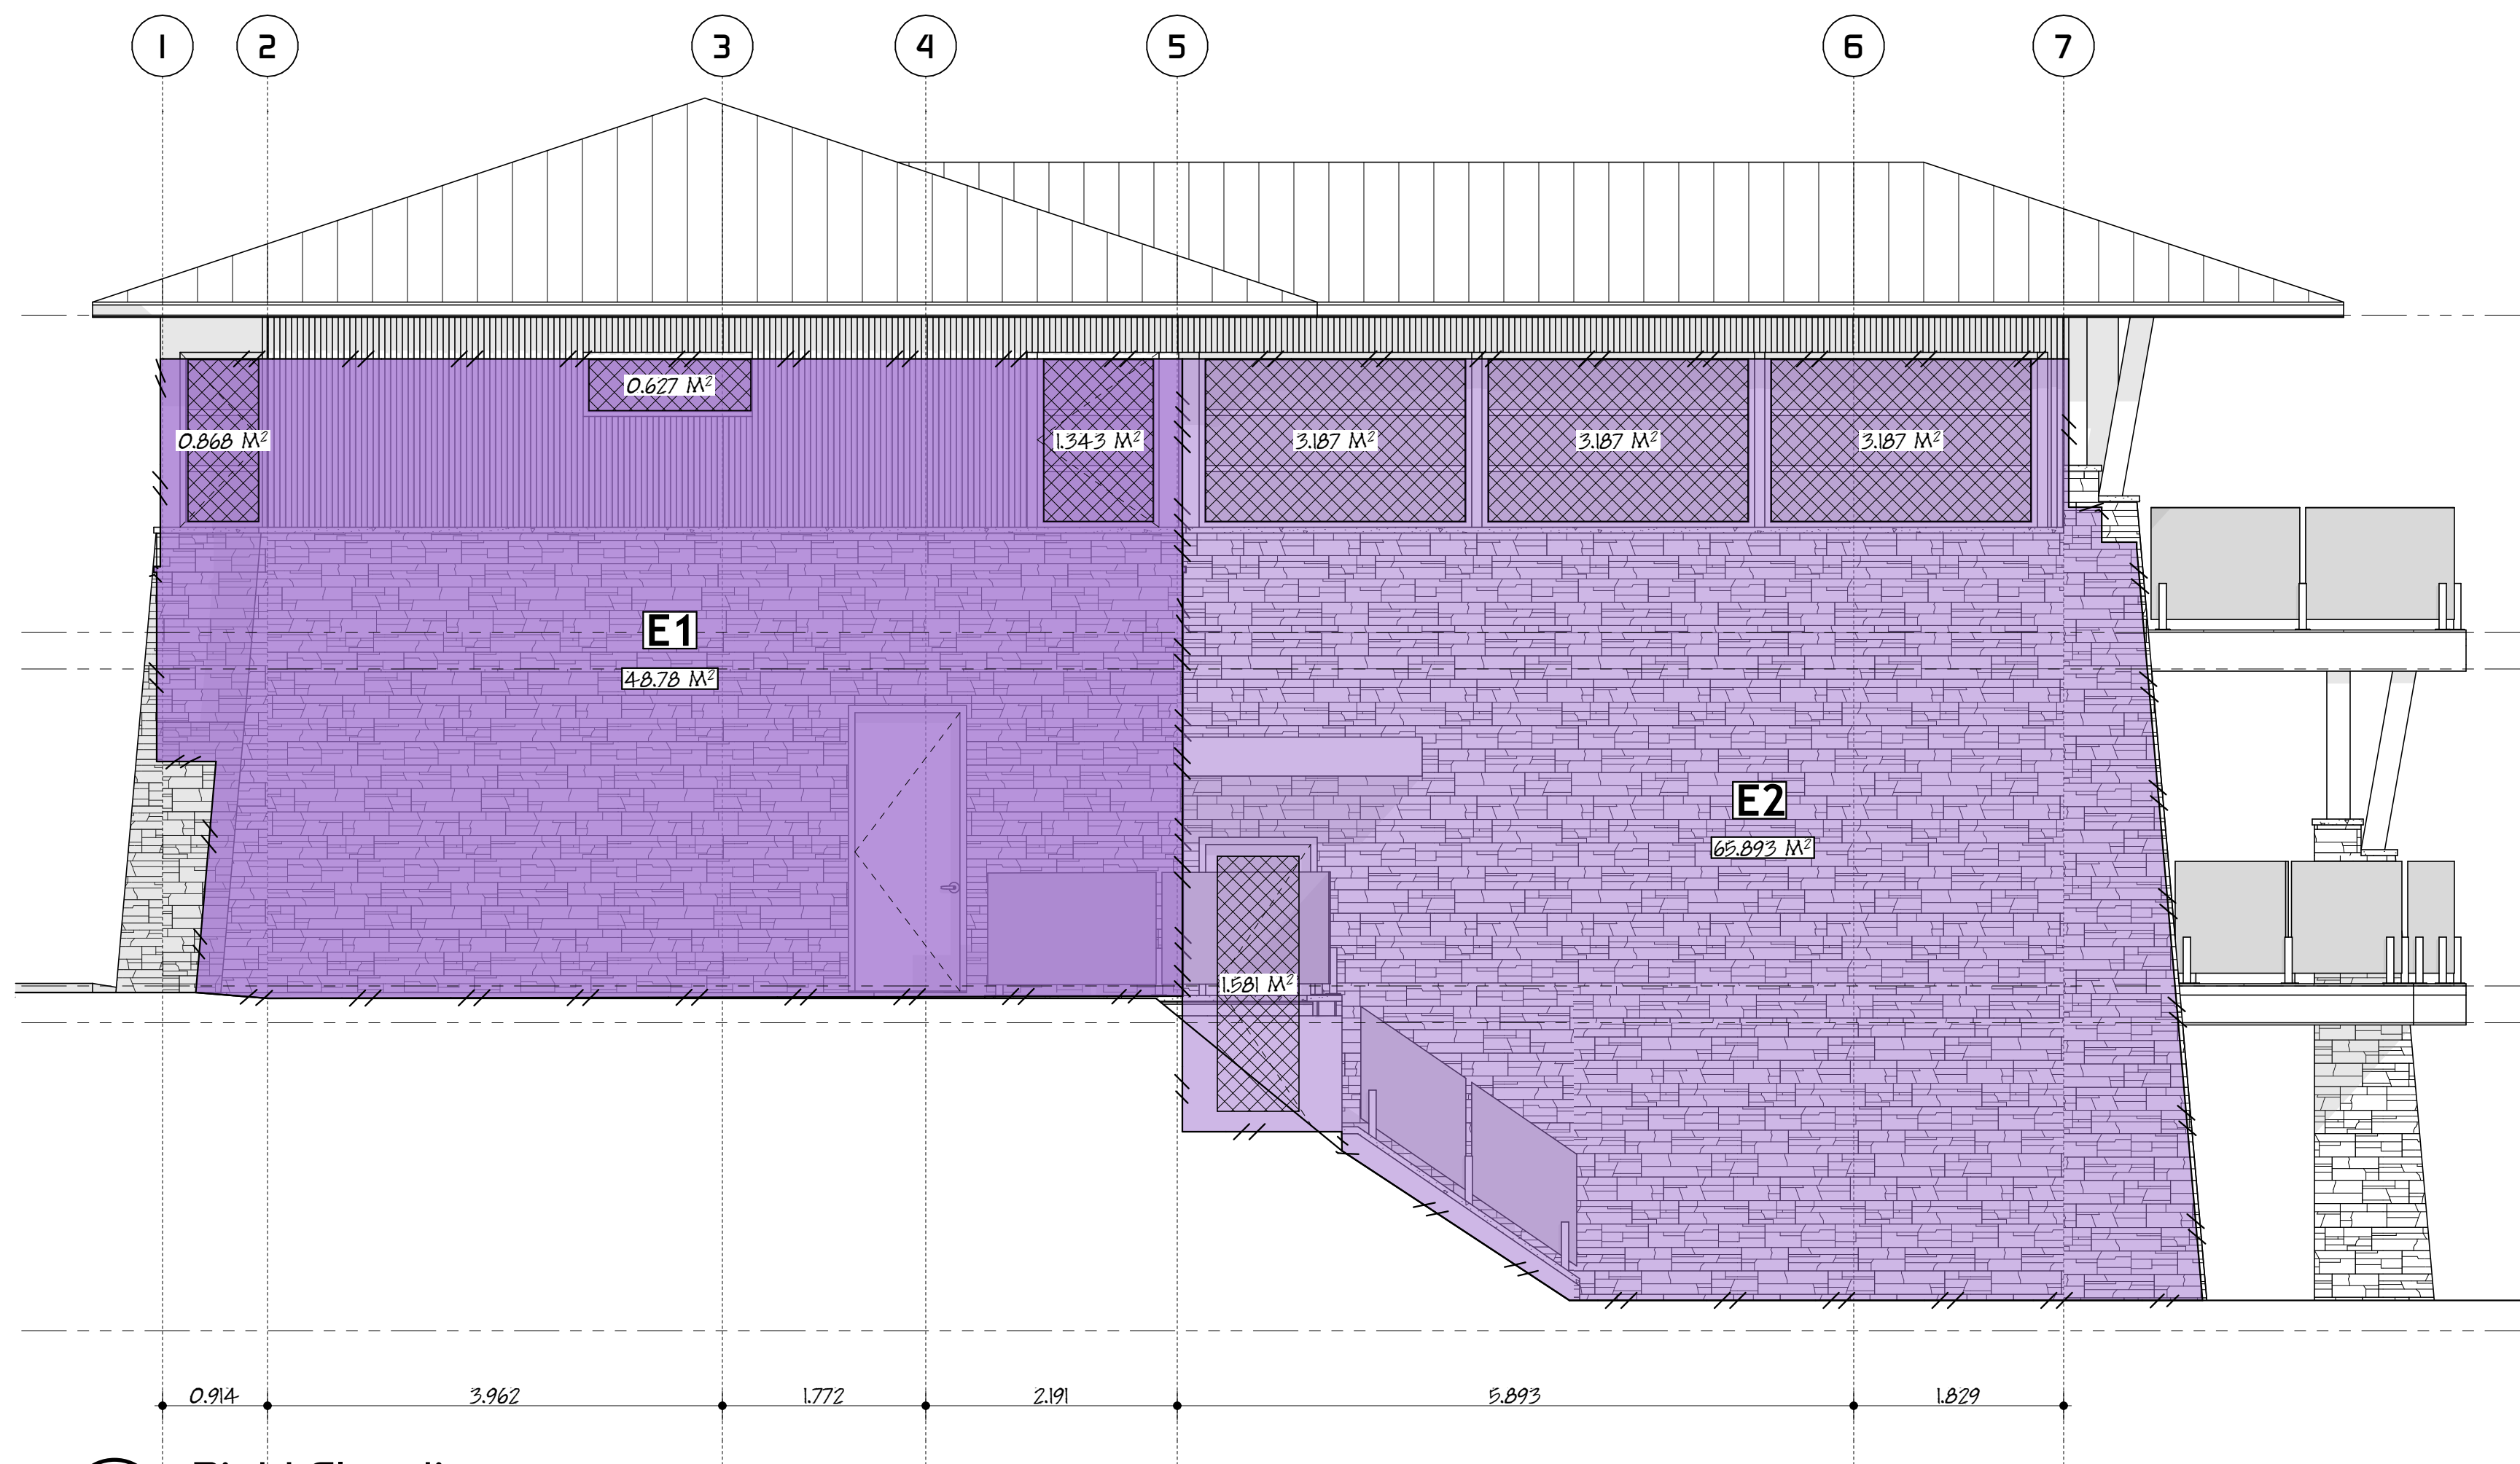 1 2 3 4 5 6 7
0.627 M²
0.868 M² 1.343 M² 3.187 M² 3.187 M² 3.187 M²
E1
48.78 M²
E2
65.893 M²
1.581 M²
0.914 3.962 1.772 2.191 5.893 1.829